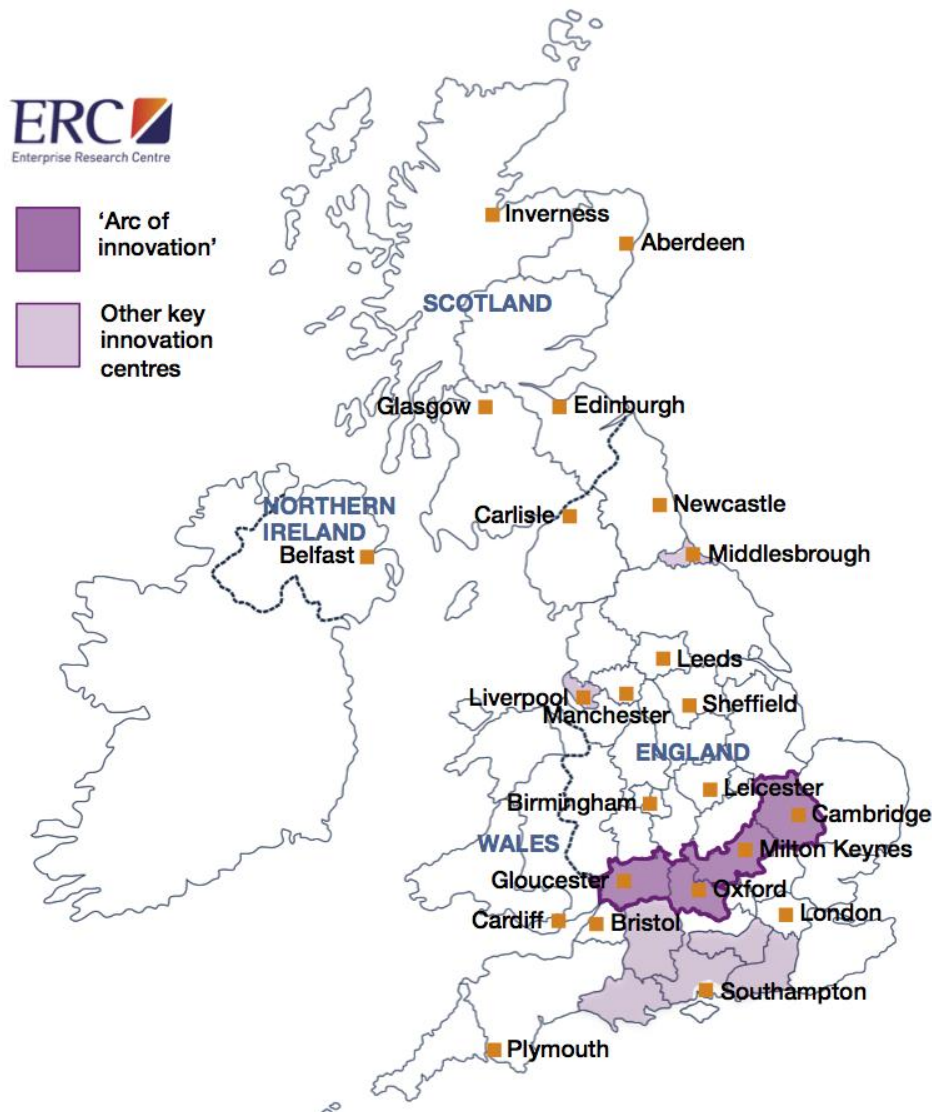 ERC
Enterprise Research Centre
'Arc of
innovation'
Other key
innovation
centres
Inverness
Aberdeen
SCOTLAND
Glasgow
Edinburgh
NORTHERN
IRELAND
Belfast
Carlisle
Newcastle
Middlesbrough
Leeds
Liverpool
Manchester
Sheffield
ENGLAND
Leicester
Birmingham
Cambridge
WALES
Milton Keynes
Gloucester
Oxford
Cardiff
Bristol
London
Southampton
Plymouth